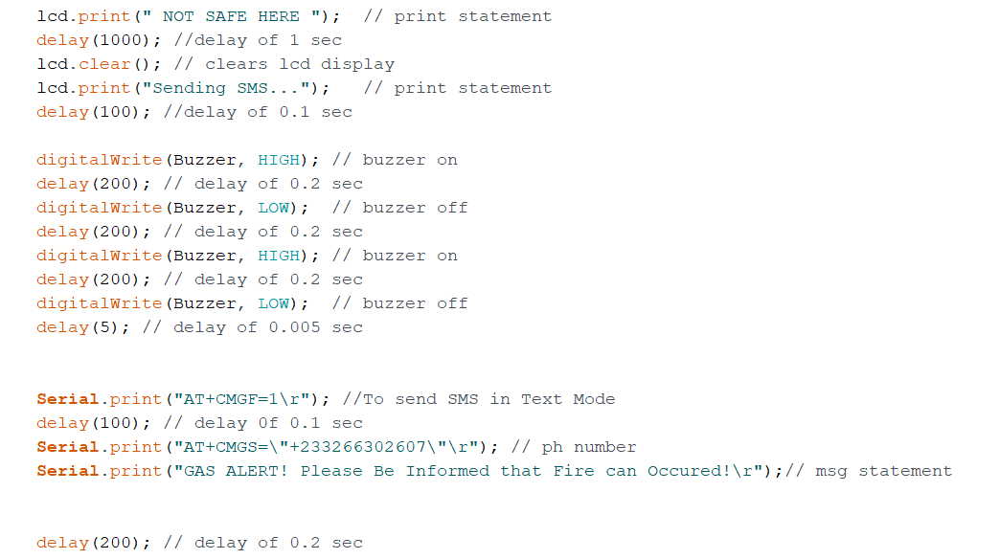 lcd.print(" NOT SAFE HERE ");  // print statement
delay(1000); //delay of 1 sec
lcd.clear(); // clears lcd display
lcd.print("Sending SMS...");   // print statement
delay(100); //delay of 0.1 sec
digitalWrite(Buzzer, HIGH); // buzzer on
delay(200); // delay of 0.2 sec
digitalWrite(Buzzer, LOW);  // buzzer off
delay(200); // delay of 0.2 sec
digitalWrite(Buzzer, HIGH); // buzzer on
delay(200); // delay of 0.2 sec
digitalWrite(Buzzer, LOW);  // buzzer off
delay(5); // delay of 0.005 sec
Serial.print("AT+CMGF=1\r"); //To send SMS in Text Mode
delay(100); // delay 0f 0.1 sec
Serial.print("AT+CMGS=\"+233266302607\"\r"); // ph number
Serial.print("GAS ALERT! Please Be Informed that Fire can Occured!\r");// msg statement
delay(200); // delay of 0.2 sec